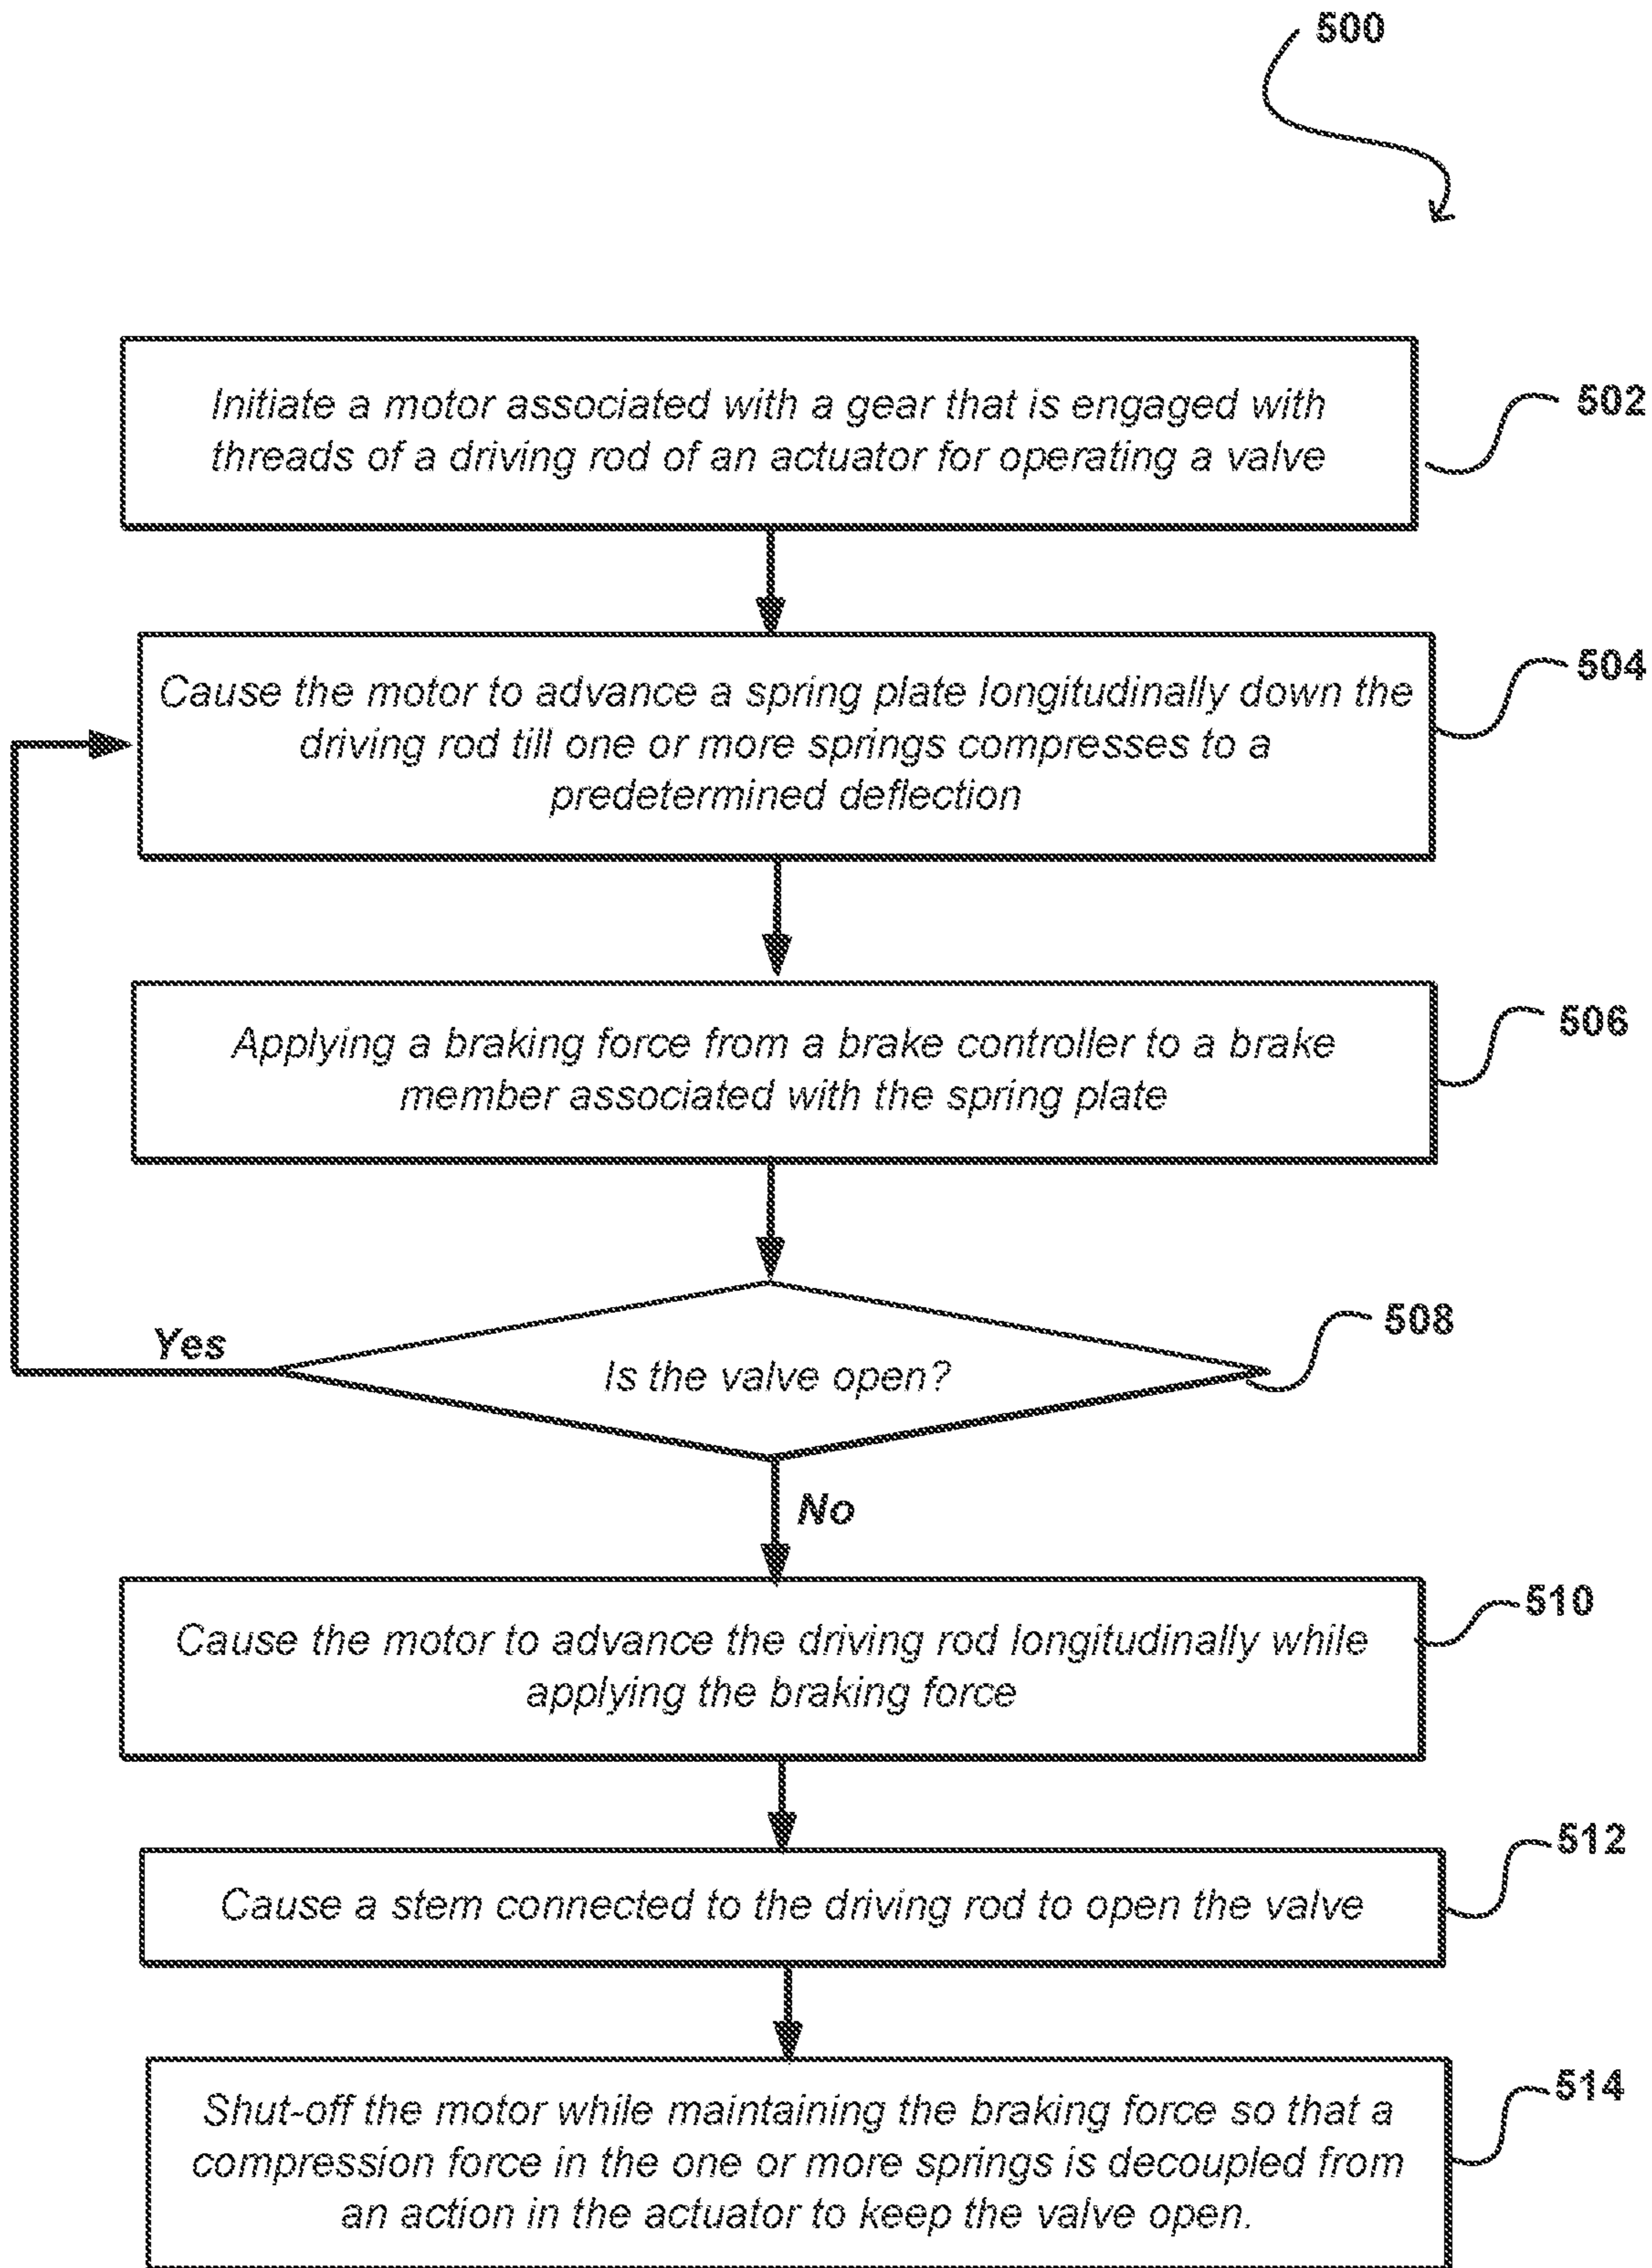 500
Initiate a motor associated with a gear that is engaged with
threads of a driving rod of an actuator for operating a valve
502
Cause the motor to advance a spring plate longitudinally down the
driving rod till one or more springs compresses to a
predetermined deflection
504
Applying a braking force from a brake controller to a brake
member associated with the spring plate
506
Is the valve open?
508
Yes
No
Cause the motor to advance the driving rod longitudinally while
applying the braking force
510
Cause a stem connected to the driving rod to open the valve
512
Shut-off the motor while maintaining the braking force so that a
compression force in the one or more springs is decoupled from
an action in the actuator to keep the valve open.
514